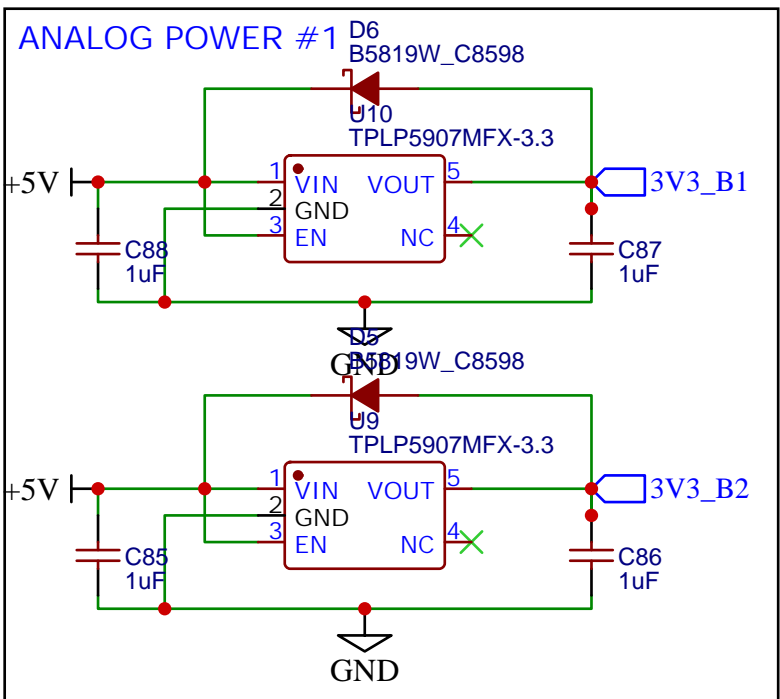 ANALOG POWER #1
D6
B5819W_C8598
U10
TPLP5907MFX-3.3
+5V
1
VIN
VOUT
5
3V3_B1
2
GND
3
EN
NC
4
C88
1uF
C87
1uF
GND
D5
B5819W_C8598
U9
TPLP5907MFX-3.3
+5V
1
VIN
VOUT
5
3V3_B2
2
GND
3
EN
NC
4
C85
1uF
C86
1uF
GND